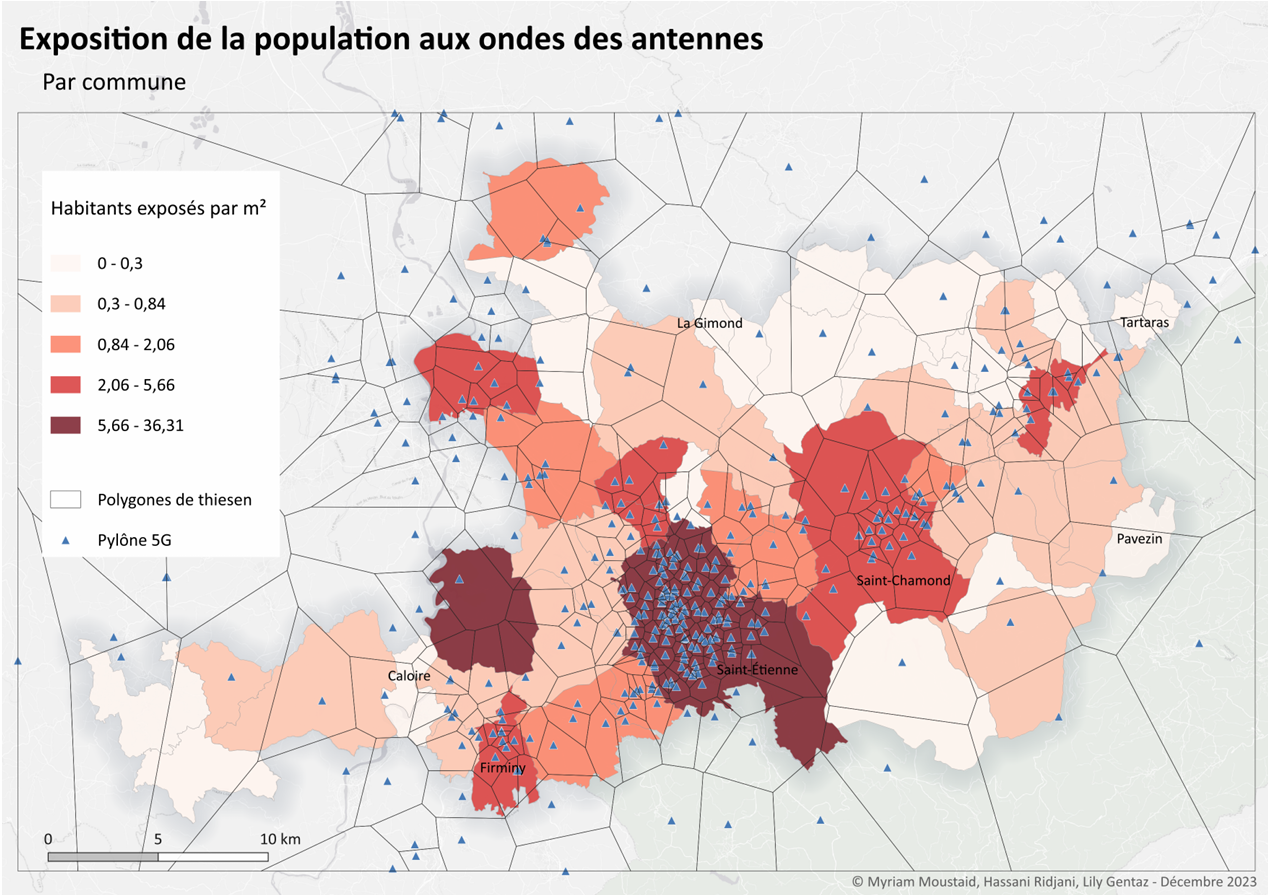 Exposition de la population aux ondes des antennes
Par commune
Habitants exposés par m²
0 - 0,3
0,3 - 0,84
0,84 - 2,06
2,06 - 5,66
5,66 - 36,31
Polygones de thiesen
Pylône 5G
La Gimond
Tartaras
Pavezin
Saint-Chamond
Saint-Étienne
Caloire
Firminy
0 5 10 km
© Myriam Moustaid, Hassani Ridjani, Lily Gentaz - Décembre 2023